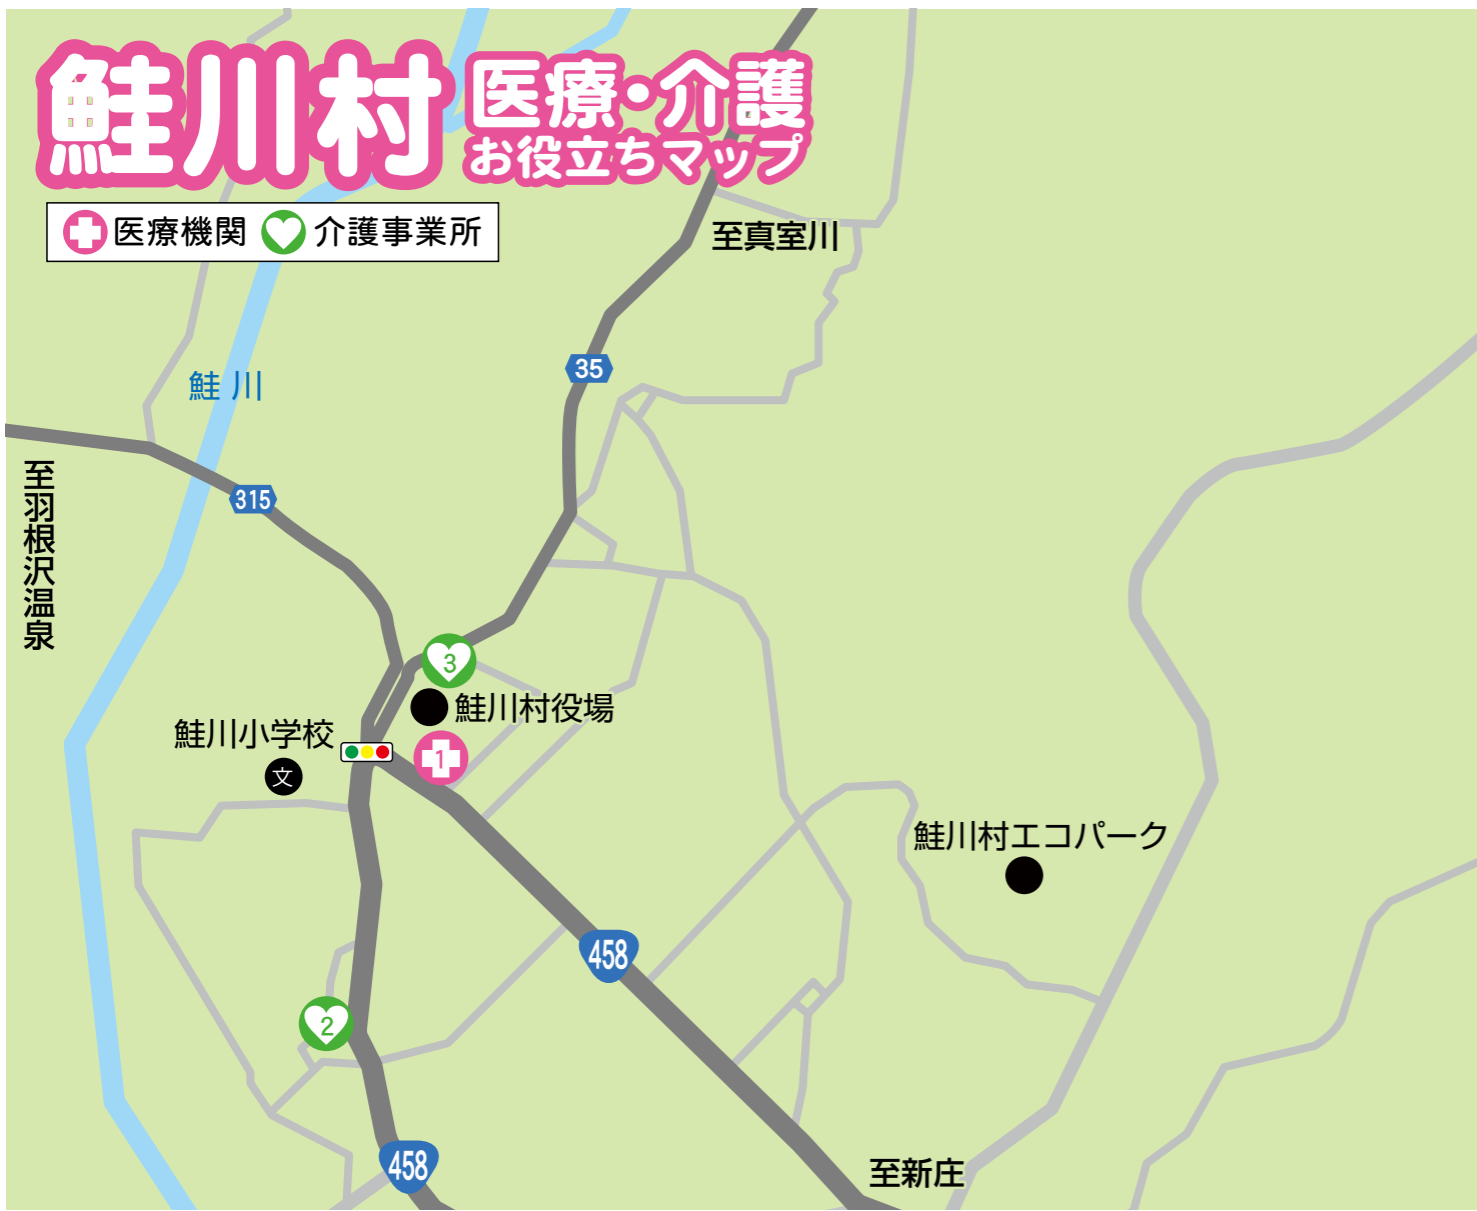 鮭川村 医療・介護
お役立ちマップ
医療機関 介護事業所
至真室川
35
鮭川
315
至羽根沢温泉
3
鮭川村役場
鮭川小学校
1
文
鮭川村エコパーク
458
2
458
至新庄